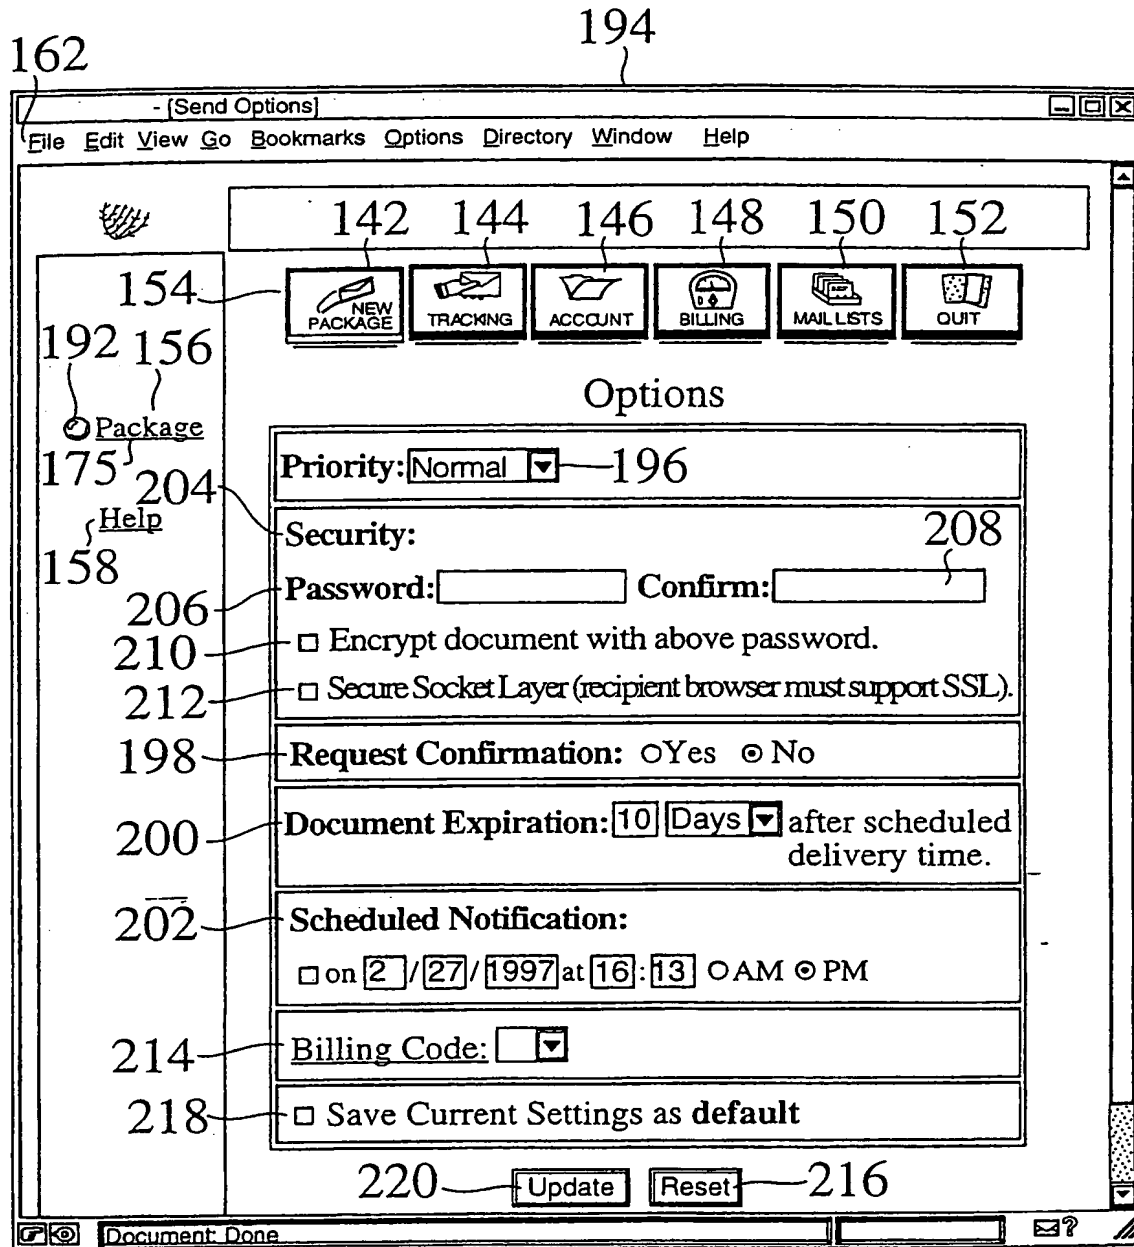 194
162
- [Send Options]
File Edit View Go Bookmarks Options Directory Window Help
142 144 146 148 150 152
154
NEW PACKAGE
TRACKING
ACCOUNT
BILLING
MAIL LISTS
QUIT
192 156
Options
Package
175
Priority: Normal 196
204
Help
Security: 208
158
Password: Confirm:
206
210 Encrypt document with above password.
212 Secure Socket Layer (recipient browser must support SSL).
198 Request Confirmation: Yes No
200 Document Expiration: 10 Days after scheduled
delivery time.
202 Scheduled Notification:
on 2 / 27 / 1997 at 16 : 13 AM PM
214 Billing Code:
218 Save Current Settings as default
220 Update Reset 216
Document: Done ?